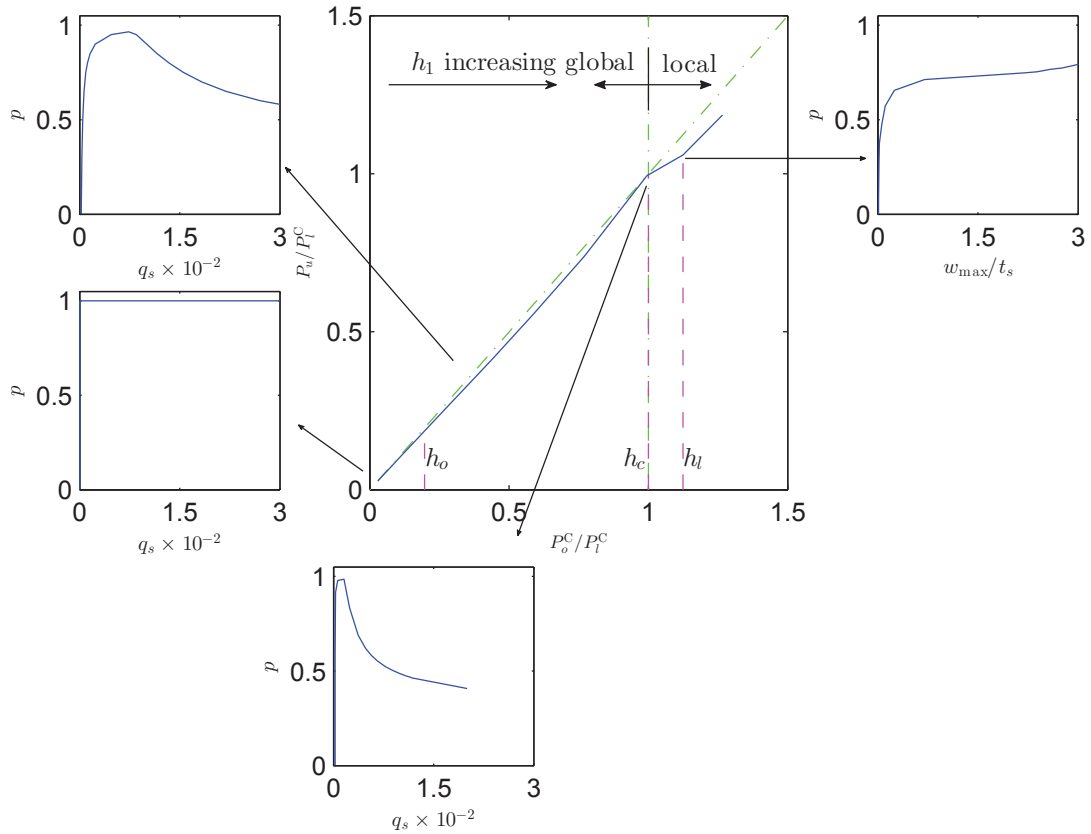 1
0.5
0
p
0 1.5 3
q_s × 10^{-2}
1
0.5
0
p
0 1.5 3
q_s × 10^{-2}
1.5
1
0.5
0
P_u/P_l^C
h_1 increasing global
local
h_o
h_c
h_l
0 0.5 1 1.5
P_o^C/P_l^C
1
0.5
0
p
0 1.5 3
w_max/t_s
1
0.5
0
p
0 1.5 3
q_s × 10^{-2}